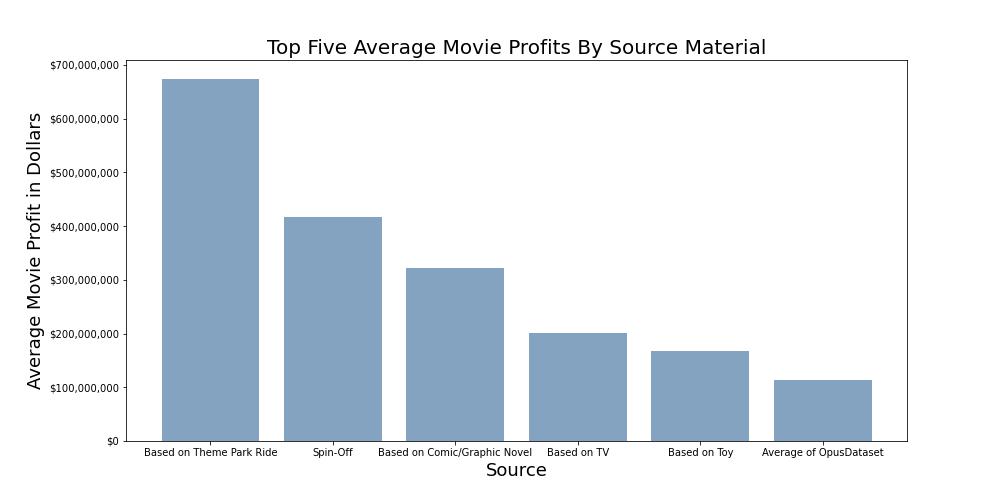 Top Five Average Movie Profits By Source Material
Average Movie Profit in Dollars
$700,000,000
$600,000,000
$500,000,000
$400,000,000
$300,000,000
$200,000,000
$100,000,000
$0
Based on Theme Park Ride
Spin-Off
Based on Comic/Graphic Novel
Based on TV
Based on Toy
Average of OpusDataset
Source